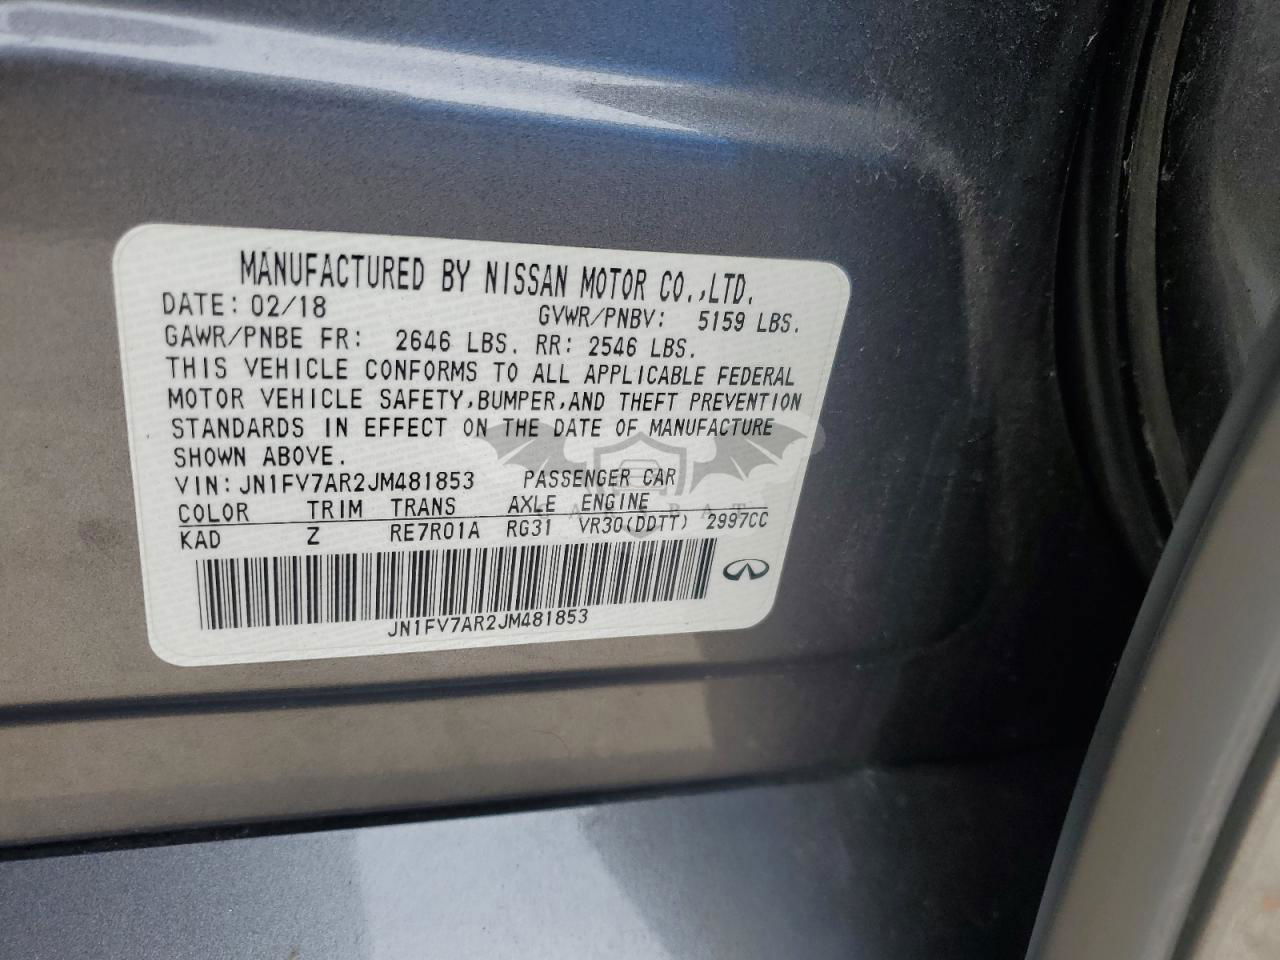 MANUFACTURED BY NISSAN MOTOR CO.,LTD.
DATE: 02/18 GVWR/PNBV: 5159 LBS.
GAWR/PNBE FR: 2646 LBS. RR: 2546 LBS.
THIS VEHICLE CONFORMS TO ALL APPLICABLE FEDERAL
MOTOR VEHICLE SAFETY,BUMPER,AND THEFT PREVENTION
STANDARDS IN EFFECT ON THE DATE OF MANUFACTURE
SHOWN ABOVE.
VIN:JN1FV7AR2JM481853 PASSENGER CAR
COLOR TRIM TRANS AXLE ENGINE
KAD Z RE7R01A RG31 VR30(DDTT) 2997CC
JN1FV7AR2JM481853